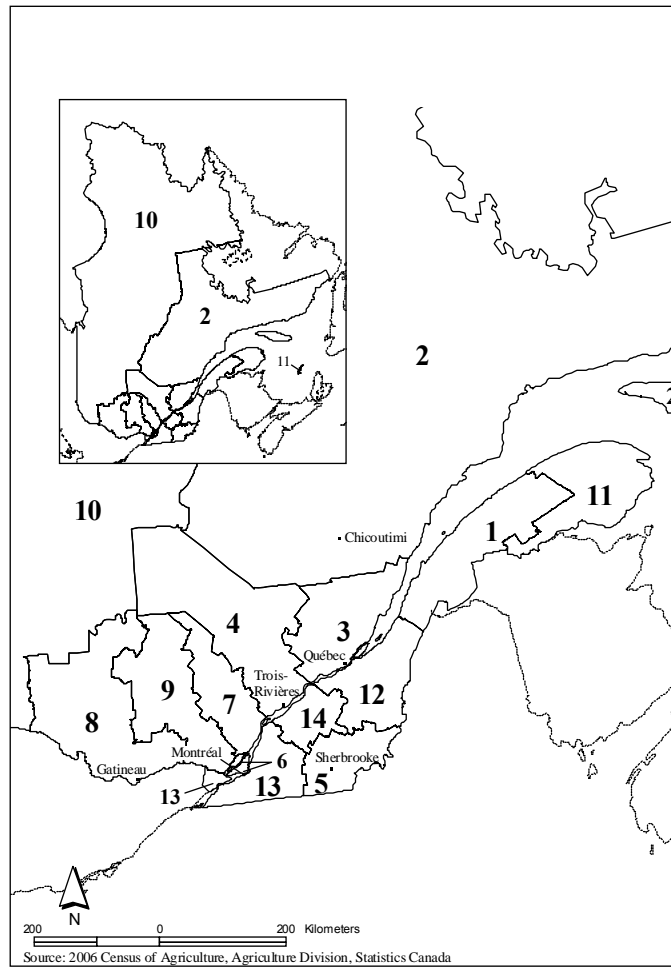 10
2
11
2
2
10
11
1
Chicoutimi
4
3
Québec
Trois-
Rivières
9
7
12
8
14
Montréal
6
Sherbrooke
Gatineau
13
13
5
N
200 0 200 Kilometers
Source: 2006 Census of Agriculture, Agriculture Division, Statistics Canada